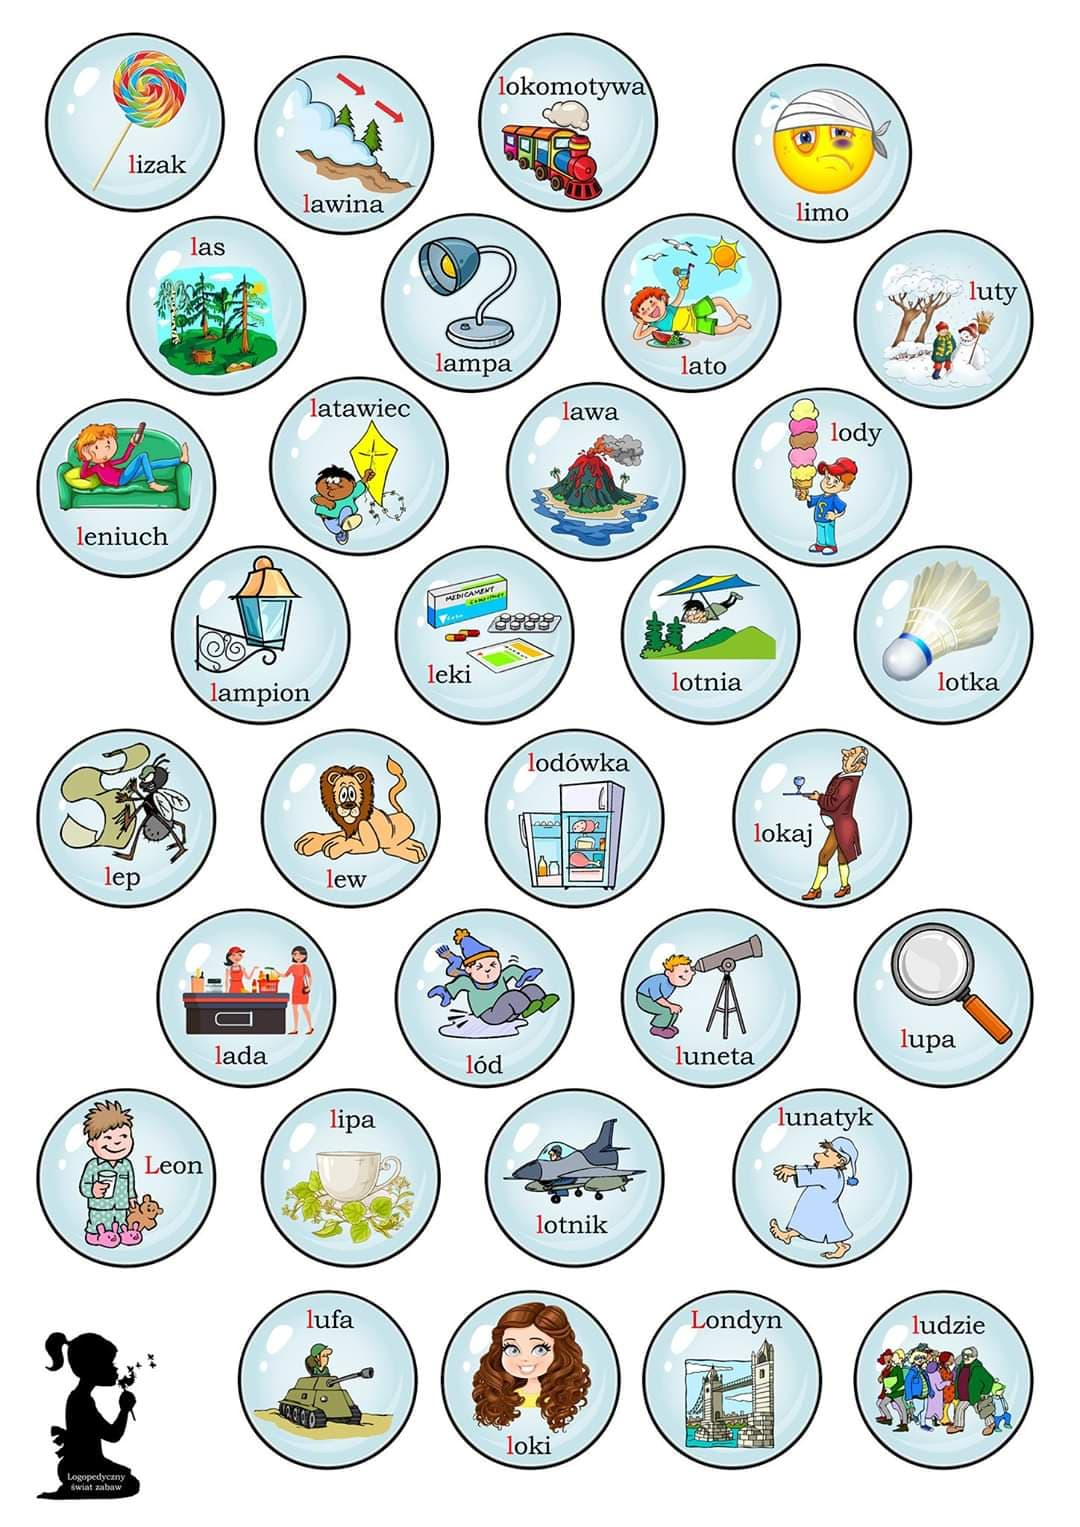 lizak
lawina
lokomotywa
limo
las
lampa
lato
luty
leniuch
latawiec
lawa
lody
lampion
MEDICAMENT
leki
lotnia
lotka
lep
lew
lodówka
lokaj
lada
lód
luneta
lupa
Leon
lipa
lotnik
lunatyk
lufa
loki
Londyn
ludzie
Logopedyczny
świat zabaw